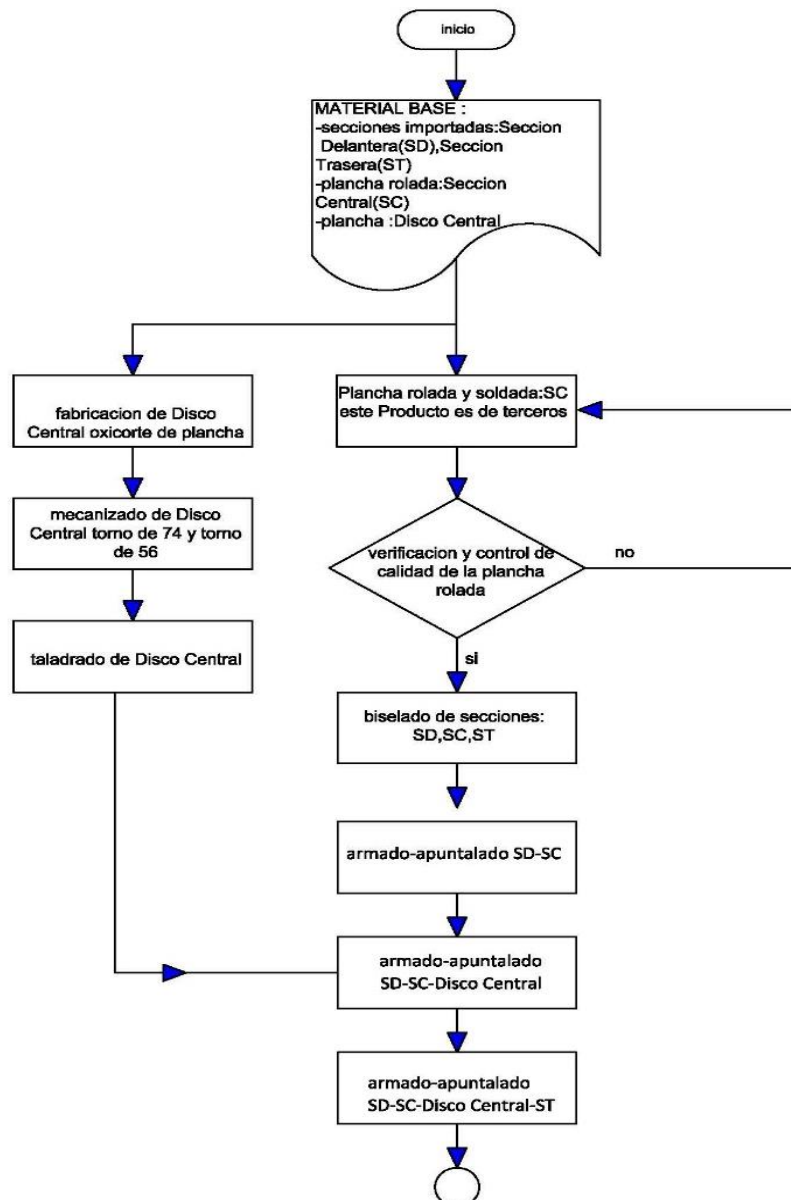 inicio
MATERIAL BASE :
-secciones importadas:Seccion
Delantera(SD),Seccion
Trasera(ST)
-plancha rolada:Seccion
Central(SC)
-plancha :Disco Central
fabricacion de Disco
Central oxicorte de plancha
mecanizado de Disco
Central torno de 74 y torno
de 56
taladrado de Disco Central
Plancha rolada y soldada:SC
este Producto es de terceros
verificacion y control de
calidad de la plancha
rolada
no
si
biselado de secciones:
SD,SC,ST
armado-apuntalado SD-SC
armado-apuntalado
SD-SC-Disco Central
armado-apuntalado
SD-SC-Disco Central-ST